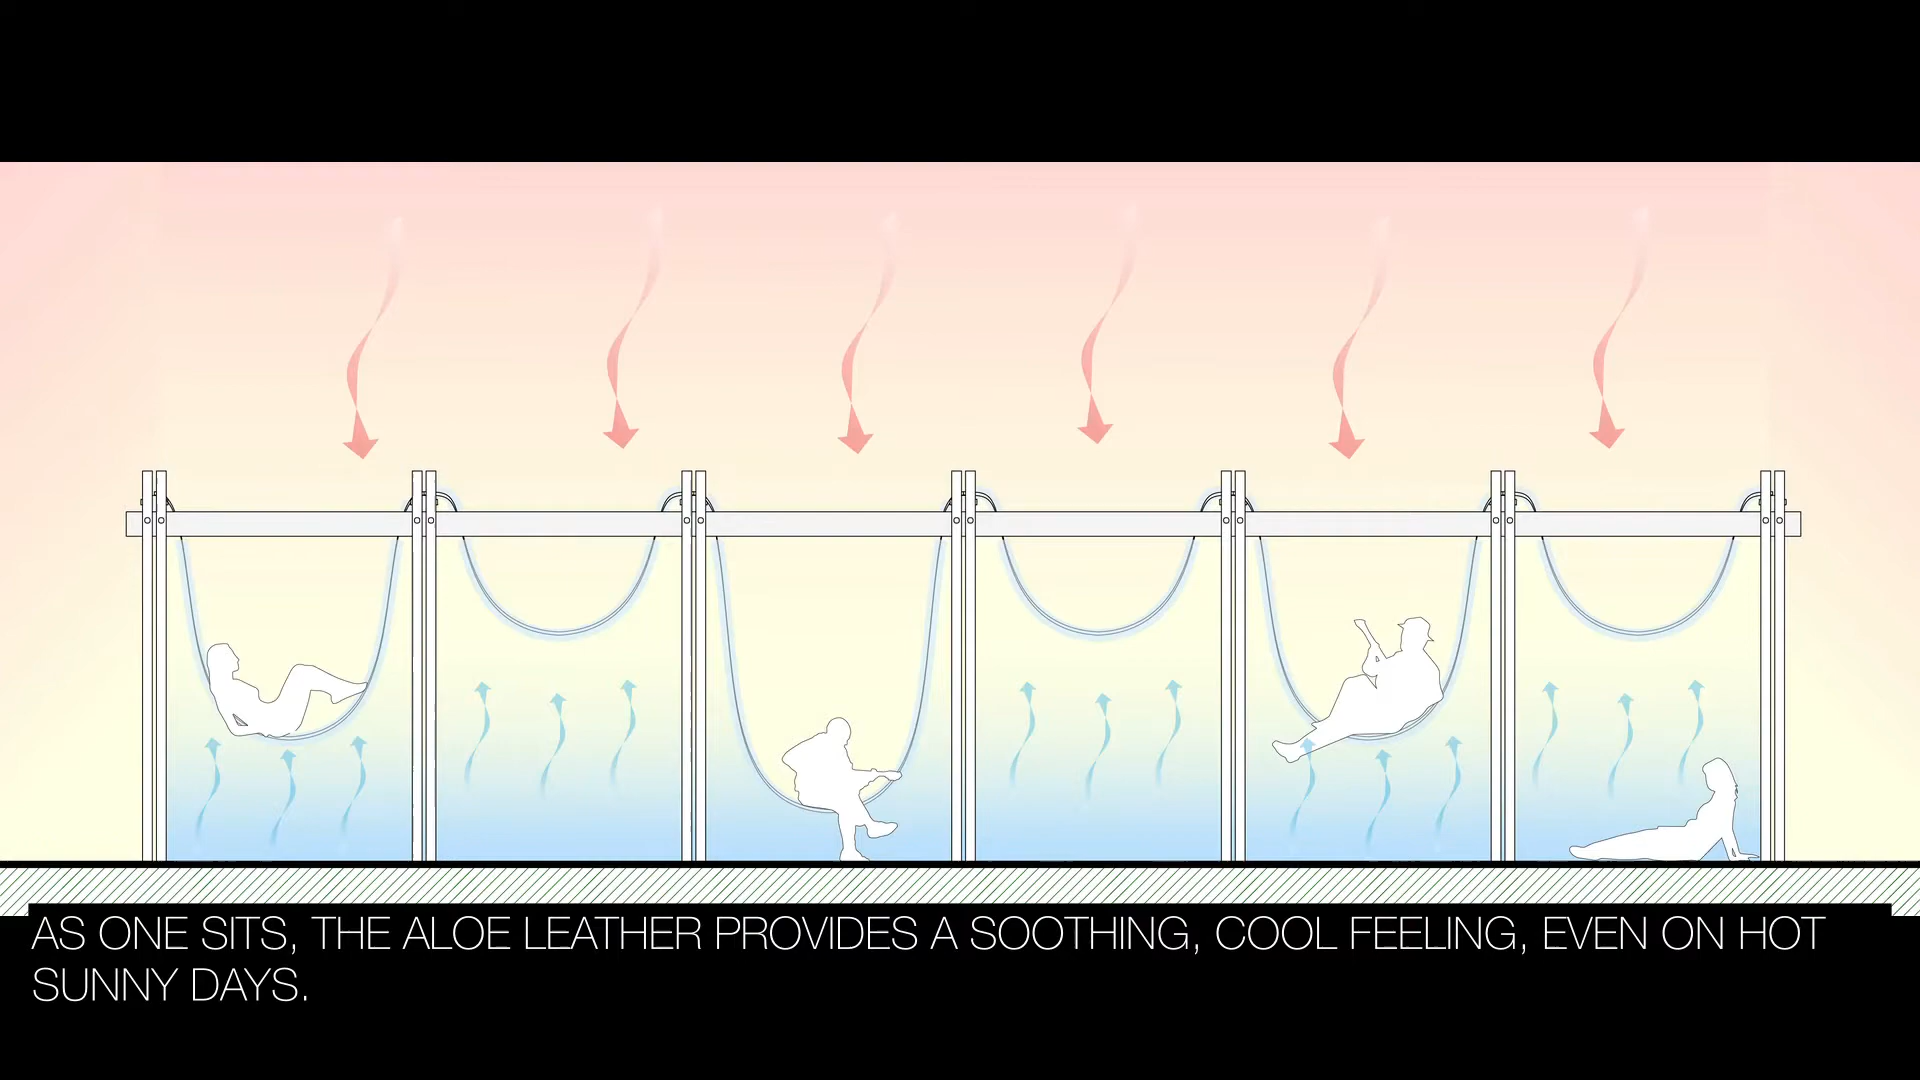 AS ONE SITS, THE ALOE LEATHER PROVIDES A SOOTHING, COOL FEELING, EVEN ON HOT
SUNNY DAYS.